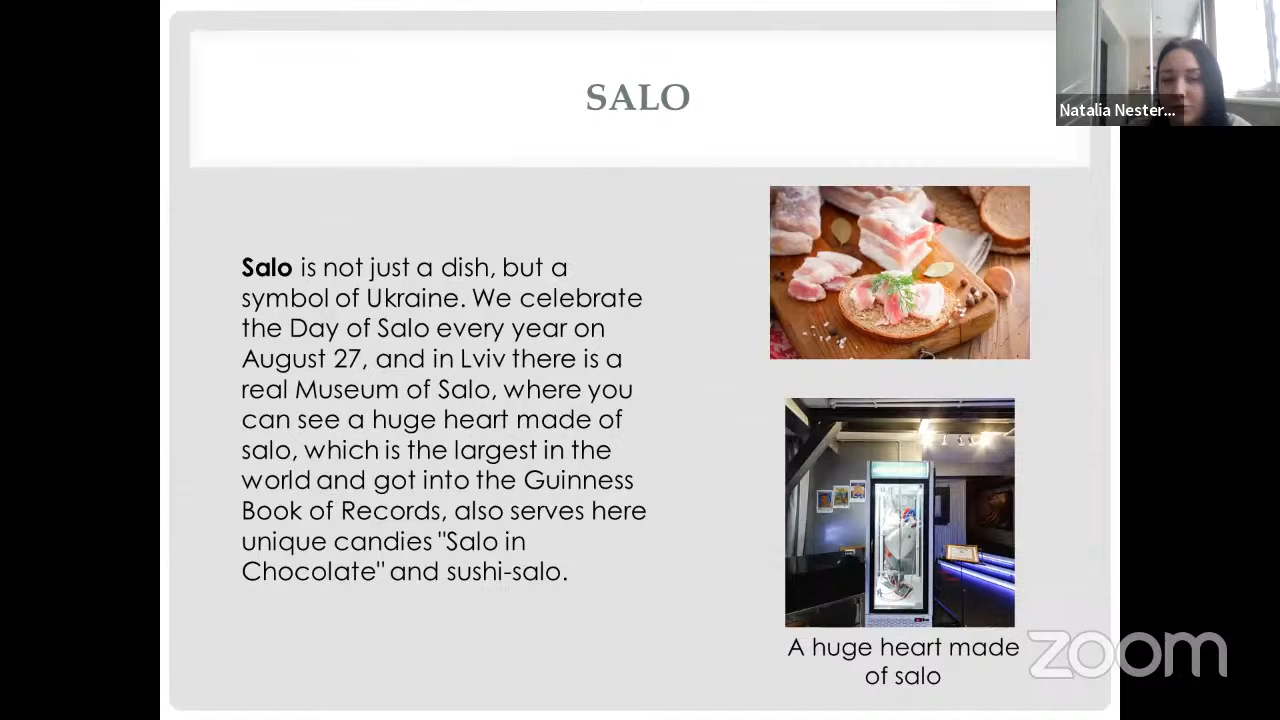 SALO
Natalia Nester...
Salo is not just a dish, but a
symbol of Ukraine. We celebrate
the Day of Salo every year on
August 27, and in Lviv there is a
real Museum of Salo, where you
can see a huge heart made of
salo, which is the largest in the
world and got into the Guinness
Book of Records, also serves here
unique candies "Salo in
Chocolate" and sushi-salo.
A huge heart made
of salo
zoom